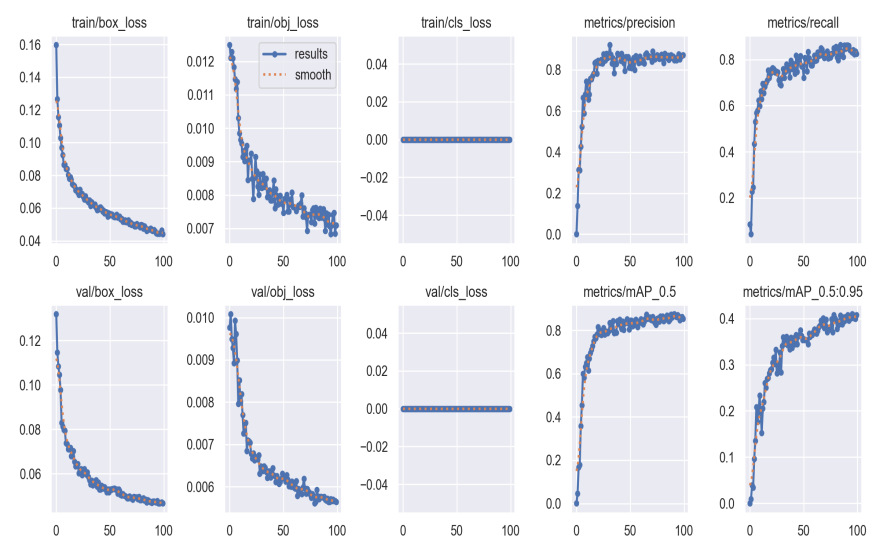 train/box_loss train/obj_loss train/cls_loss metrics/precision metrics/recall
0.16 0.14 0.12 0.10 0.08 0.06 0.04
0 50 100
results
smooth
0.012 0.011 0.010 0.009 0.008 0.007
0 50 100
0.04 0.02 0.00 −0.02 −0.04
0 50 100
0.8 0.6 0.4 0.2 0.0
0 50 100
0.8 0.6 0.4 0.2
0 50 100
val/box_loss val/obj_loss val/cls_loss metrics/mAP_0.5 metrics/mAP_0.5:0.95
0.12 0.10 0.08 0.06
0 50 100
0.010 0.009 0.008 0.007 0.006
0 50 100
0.04 0.02 0.00 −0.02 −0.04
0 50 100
0.8 0.6 0.4 0.2 0.0
0 50 100
0.4 0.3 0.2 0.1 0.0
0 50 100